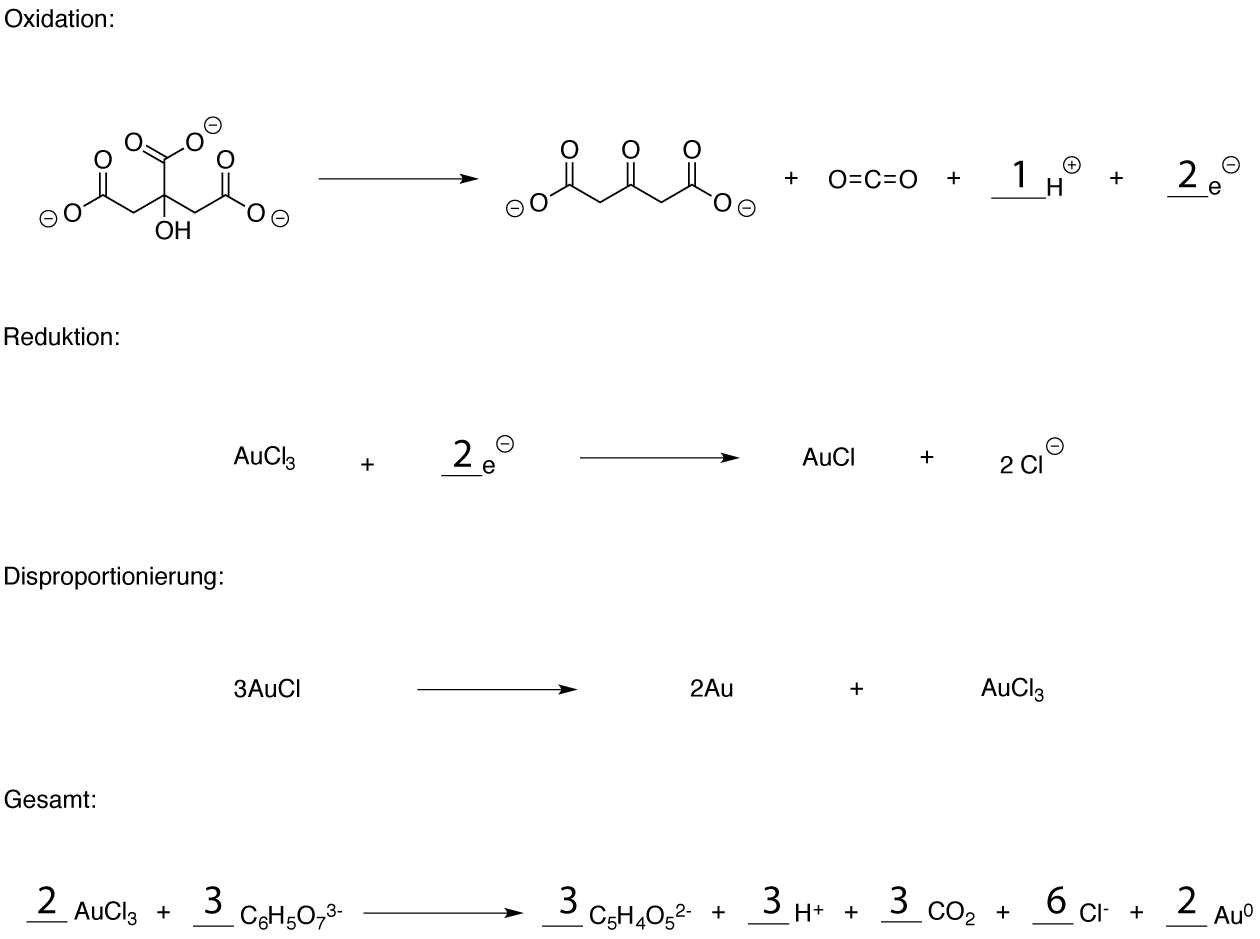 Oxidation:
O O ⊖
O O O O O O
⊖ O O ⊖ ⊖ O O ⊖ + O=C=O + 1 H ⊕ + 2 e ⊖
OH
Reduktion:
AuCl₃ + 2 e ⊖ AuCl + 2 Cl ⊖
Disproportionierung:
3AuCl 2Au + AuCl₃
Gesamt:
2 AuCl₃ + 3 C₆H₅O₇³⁻ 3 C₅H₄O₅²⁻ + 3 H⁺ + 3 CO₂ + 6 Cl⁻ + 2 Au⁰